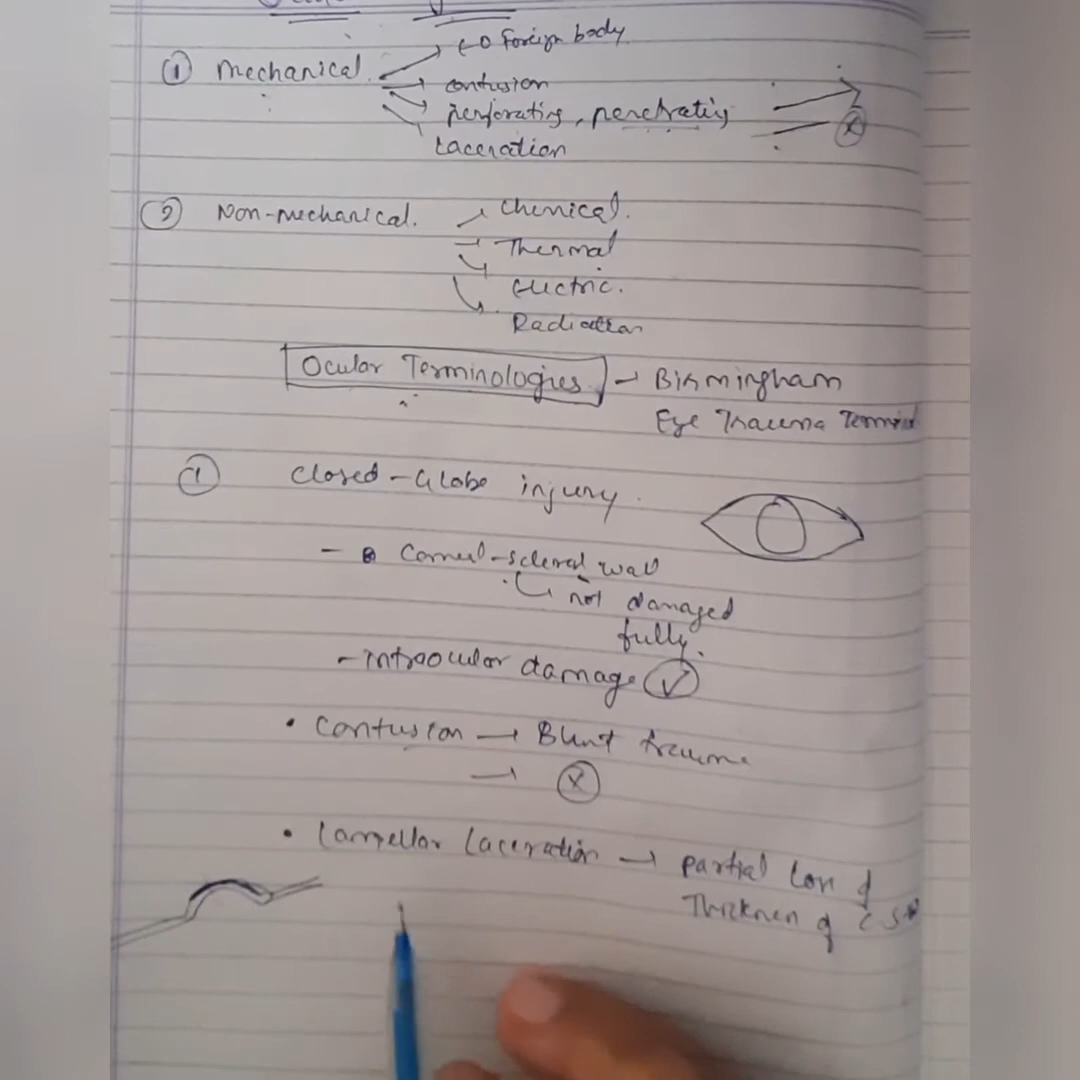 ① Mechanical
Foreign body
contusion
perforating, penetrating
Laceration
② Non-mechanical.
Chemical.
Thermal
Electric.
Radiation
Ocular Terminologies → Birmingham
Eye Trauma
① Closed-Globe injury.
- Corneal-scleral wall
↳ not damaged
fully.
- intraocular damage ✓
• Contusion → Blunt trauma
→ ⓧ
• Lamellar Laceration → partial loss of
Thickness of C.S.